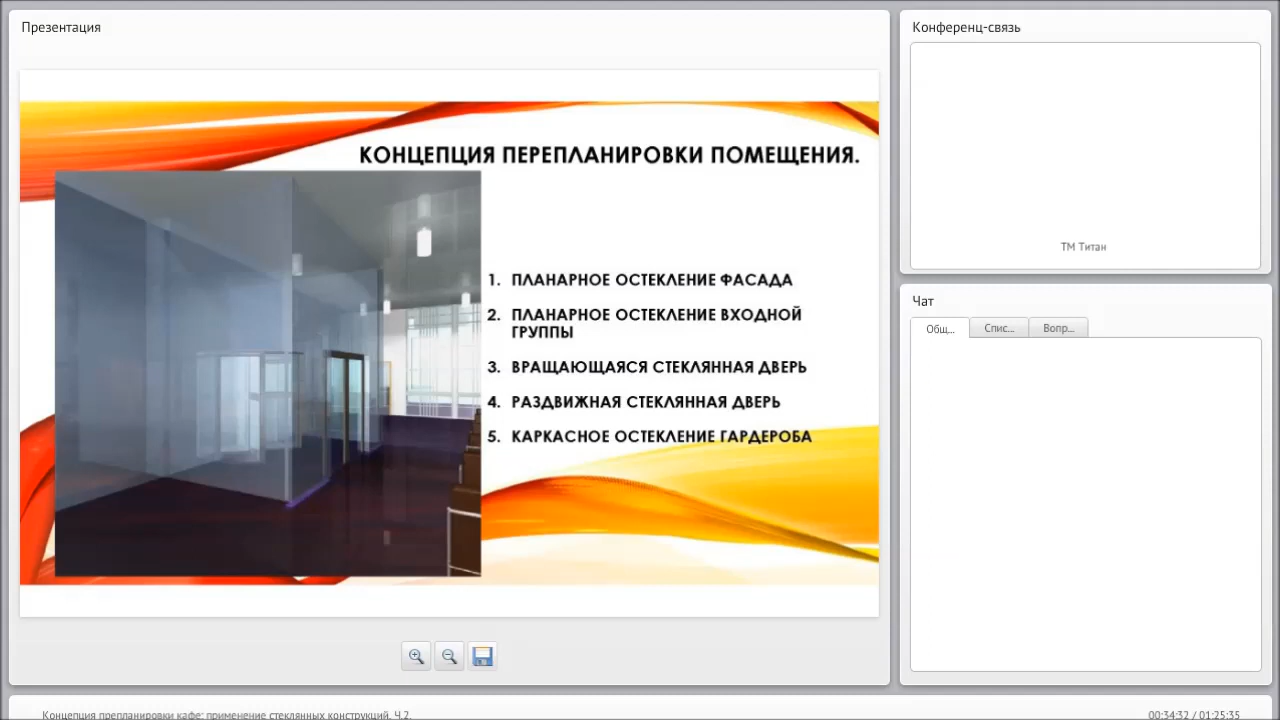 Презентация
КОНЦЕПЦИЯ ПЕРЕПЛАНИРОВКИ ПОМЕЩЕНИЯ.
1. ПЛАНАРНОЕ ОСТЕКЛЕНИЕ ФАСАДА
2. ПЛАНАРНОЕ ОСТЕКЛЕНИЕ ВХОДНОЙ
ГРУППЫ
3. ВРАЩАЮЩАЯСЯ СТЕКЛЯННАЯ ДВЕРЬ
4. РАЗДВИЖНАЯ СТЕКЛЯННАЯ ДВЕРЬ
5. КАРКАСНОЕ ОСТЕКЛЕНИЕ ГАРДЕРОБА
Конференц-связь
ТМ Титан
Чат
Общ... Спис... Вопр...
Концепция препланировки кафе: применение стеклянных конструкций. Ч.2.
00:34:32 / 01:25:35